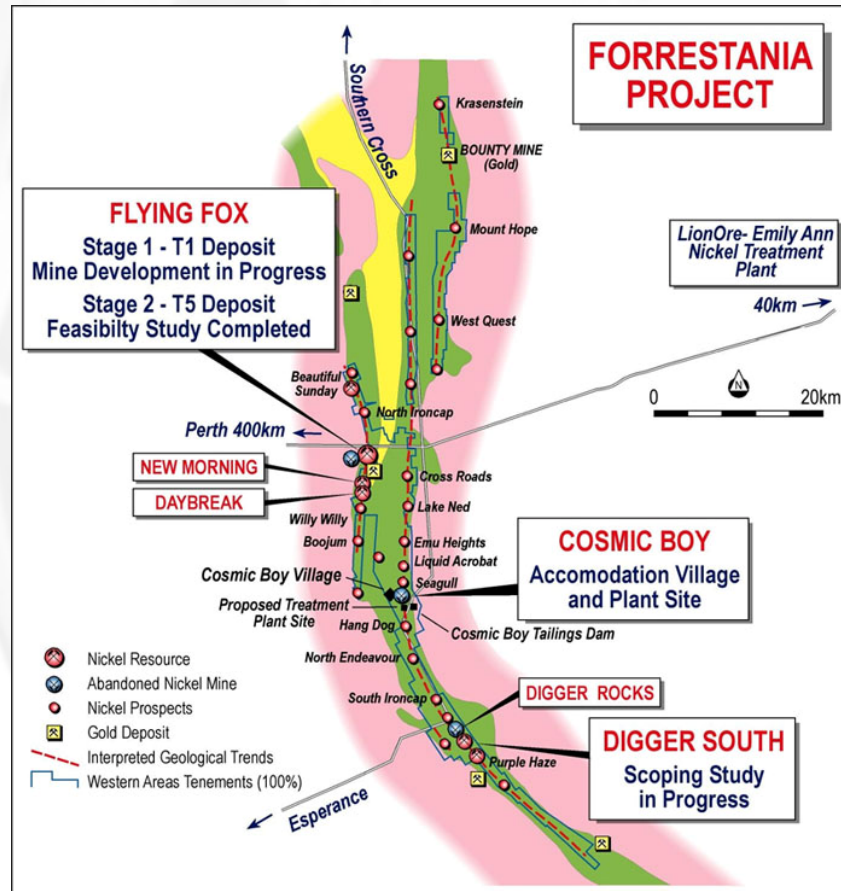 FORRESTANIA
PROJECT
Southern Cross
Krasenstein
BOUNTY MINE
(Gold)
FLYING FOX
Stage 1 - T1 Deposit
Mine Development in Progress
Stage 2 - T5 Deposit
Feasibilty Study Completed
Mount Hope
LionOre- Emily Ann
Nickel Treatment
Plant
40km
West Quest
Beautiful
Sunday
N
0 20km
North Ironcap
Perth 400km
NEW MORNING
DAYBREAK
Cross Roads
Willy Willy
Lake Ned
Boojum
Emu Heights
Liquid Acrobat
Seagull
COSMIC BOY
Accomodation Village
and Plant Site
Cosmic Boy Village
Proposed Treatment
Plant Site
Hang Dog
Cosmic Boy Tailings Dam
North Endeavour
South Ironcap
DIGGER ROCKS
DIGGER SOUTH
Scoping Study
in Progress
Purple Haze
Esperance
Nickel Resource
Abandoned Nickel Mine
Nickel Prospects
Gold Deposit
Interpreted Geological Trends
Western Areas Tenements (100%)